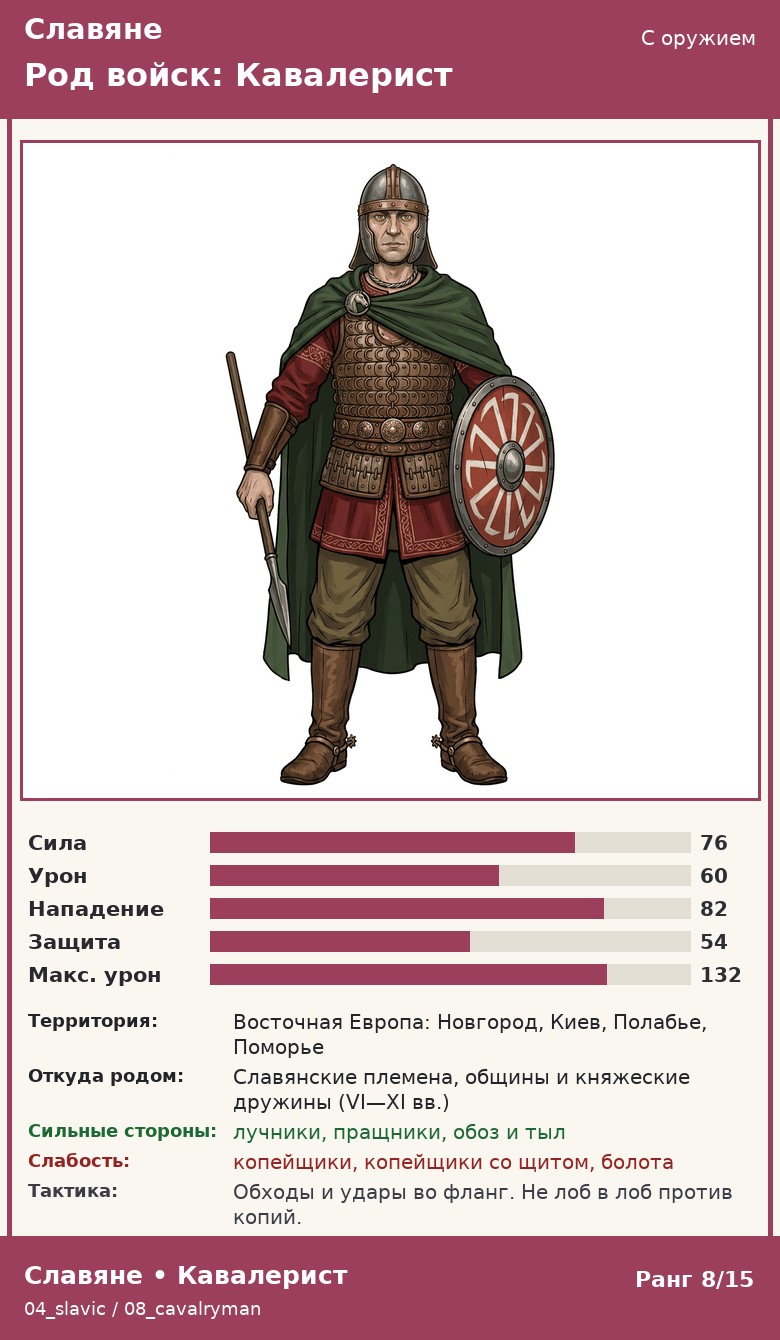 Славяне
С оружием
Род войск: Кавалерист
Сила 76
Урон 60
Нападение 82
Защита 54
Макс. урон 132
Территория: Восточная Европа: Новгород, Киев, Полабье,
Поморье
Откуда родом: Славянские племена, общины и княжеские
дружины (VI—XI вв.)
Сильные стороны: лучники, пращники, обоз и тыл
Слабость: копейщики, копейщики со щитом, болота
Тактика: Обходы и удары во фланг. Не лоб в лоб против
копий.
Славяне • Кавалерист
Ранг 8/15
04_slavic / 08_cavalryman